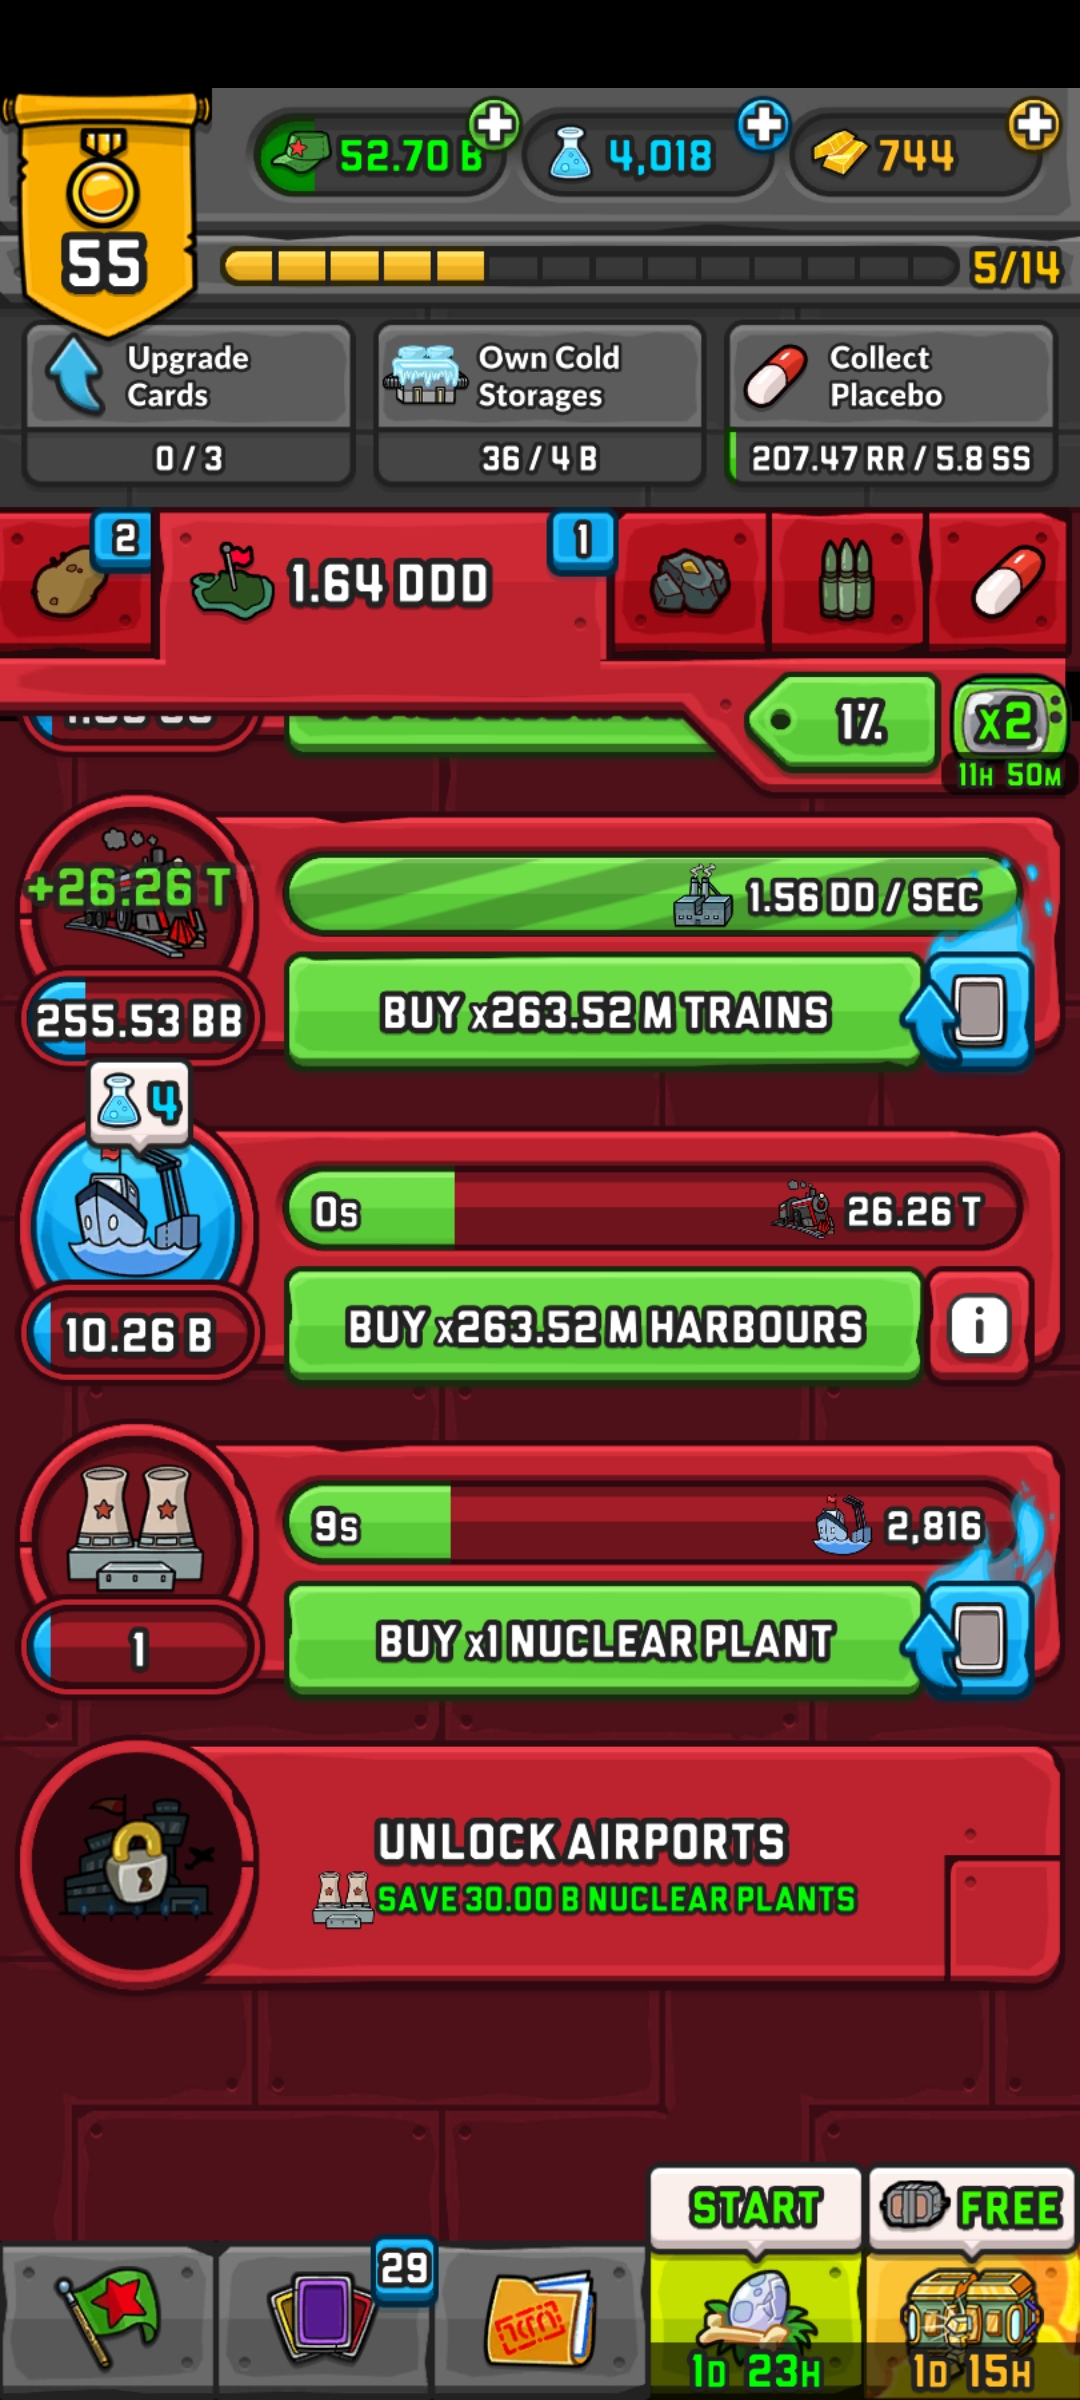 52.70 B
4,018
744
55
5/14
Upgrade
Cards
0 / 3
Own Cold
Storages
36 / 4 B
Collect
Placebo
207.47 RR / 5.8 SS
2
1.64 DDD
1
1%
x2
11H 50M
+26.26 T
1.56 DD / SEC
255.53 BB
BUY x263.52 M TRAINS
4
0s
26.26 T
10.26 B
BUY x263.52 M HARBOURS
i
9s
2,816
1
BUY x1 NUCLEAR PLANT
UNLOCK AIRPORTS
SAVE 30.00 B NUCLEAR PLANTS
START
FREE
29
1D 23H
1D 15H